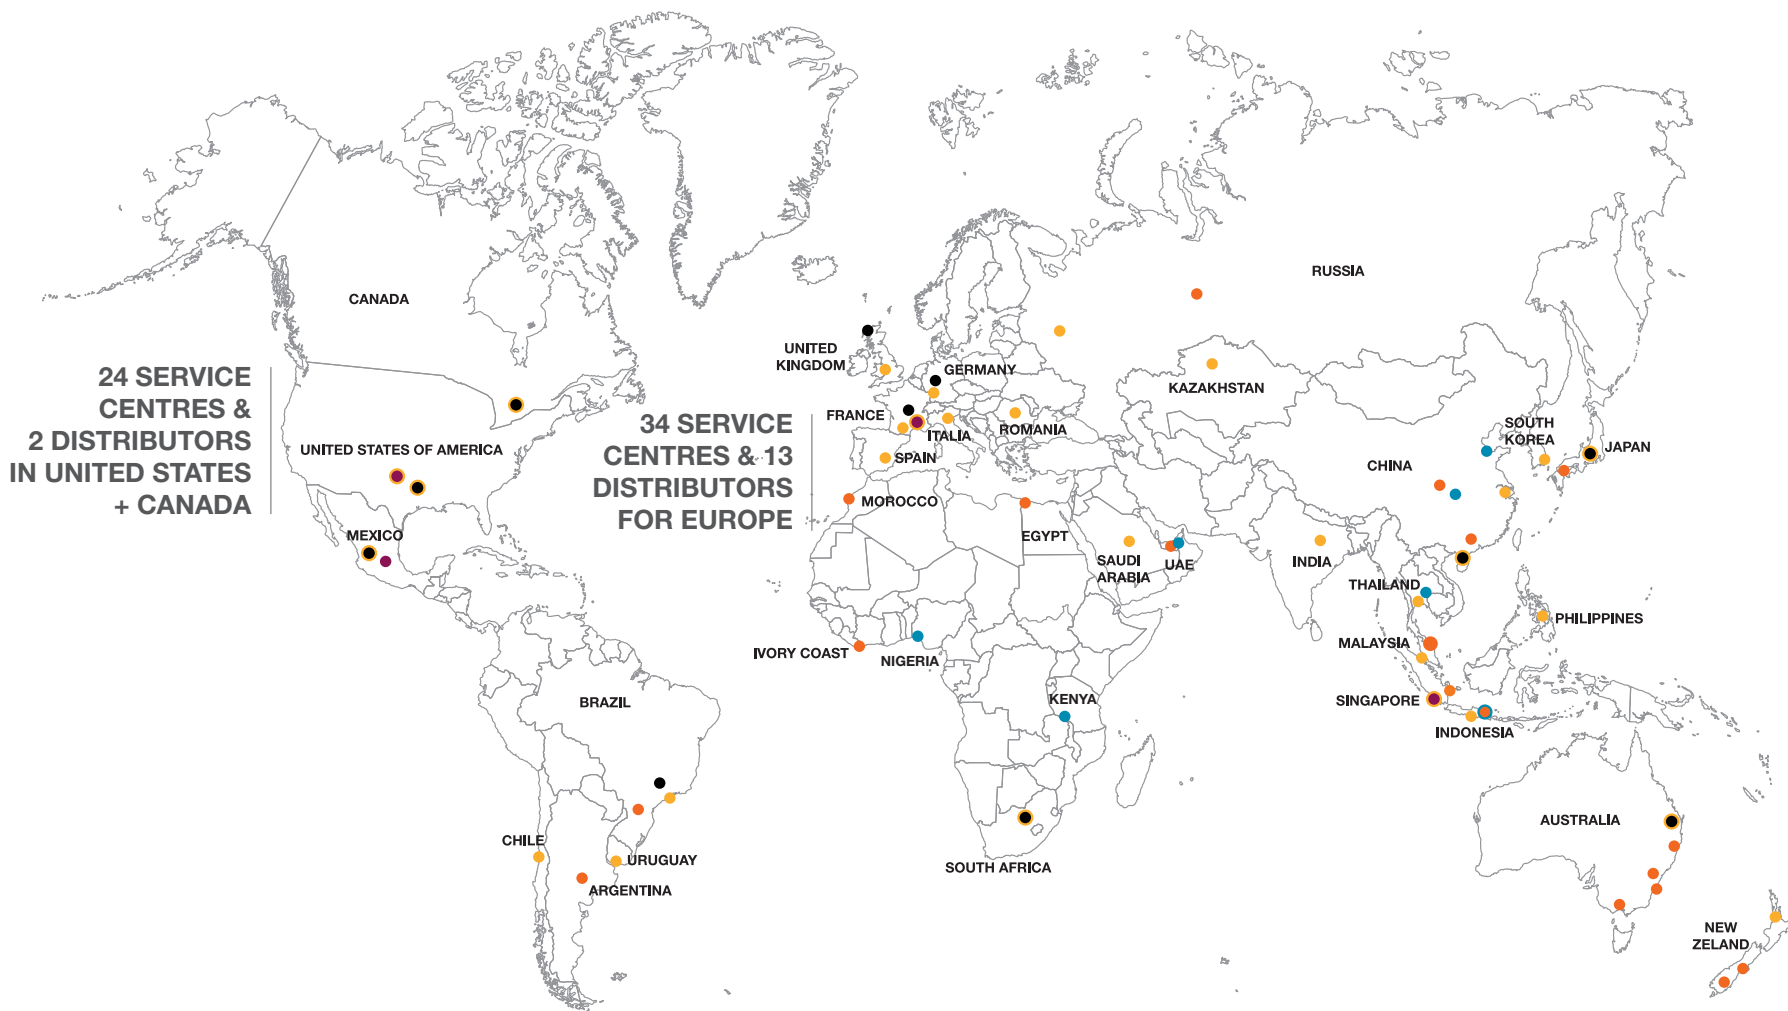 RUSSIA
CANADA
UNITED
KINGDOM
GERMANY
KAZAKHSTAN
24 SERVICE
CENTRES &
2 DISTRIBUTORS
IN UNITED STATES
+ CANADA
FRANCE
34 SERVICE
CENTRES & 13
DISTRIBUTORS
FOR EUROPE
ITALIA
ROMANIA
SOUTH
KOREA
JAPAN
UNITED STATES OF AMERICA
SPAIN
CHINA
MOROCCO
MEXICO
EGYPT
SAUDI
ARABIA
UAE
INDIA
THAILAND
PHILIPPINES
IVORY COAST
NIGERIA
MALAYSIA
BRAZIL
KENYA
SINGAPORE
INDONESIA
CHILE
URUGUAY
ARGENTINA
SOUTH AFRICA
AUSTRALIA
NEW
ZELAND